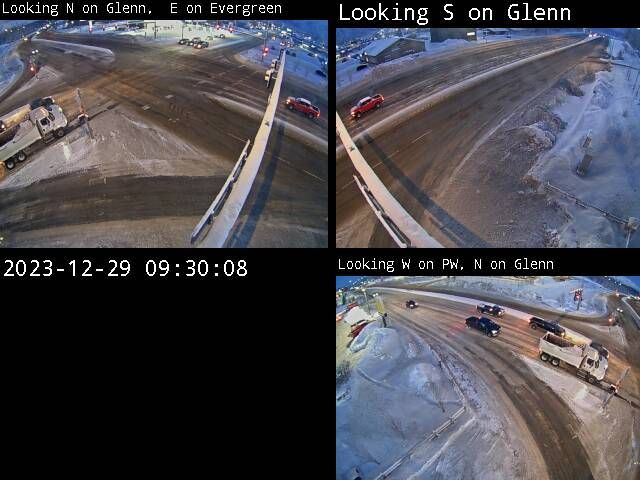 Looking N on Glenn,  E on Evergreen
Looking S on Glenn
2023-12-29 09:30:08
Looking W on PW, N on Glenn